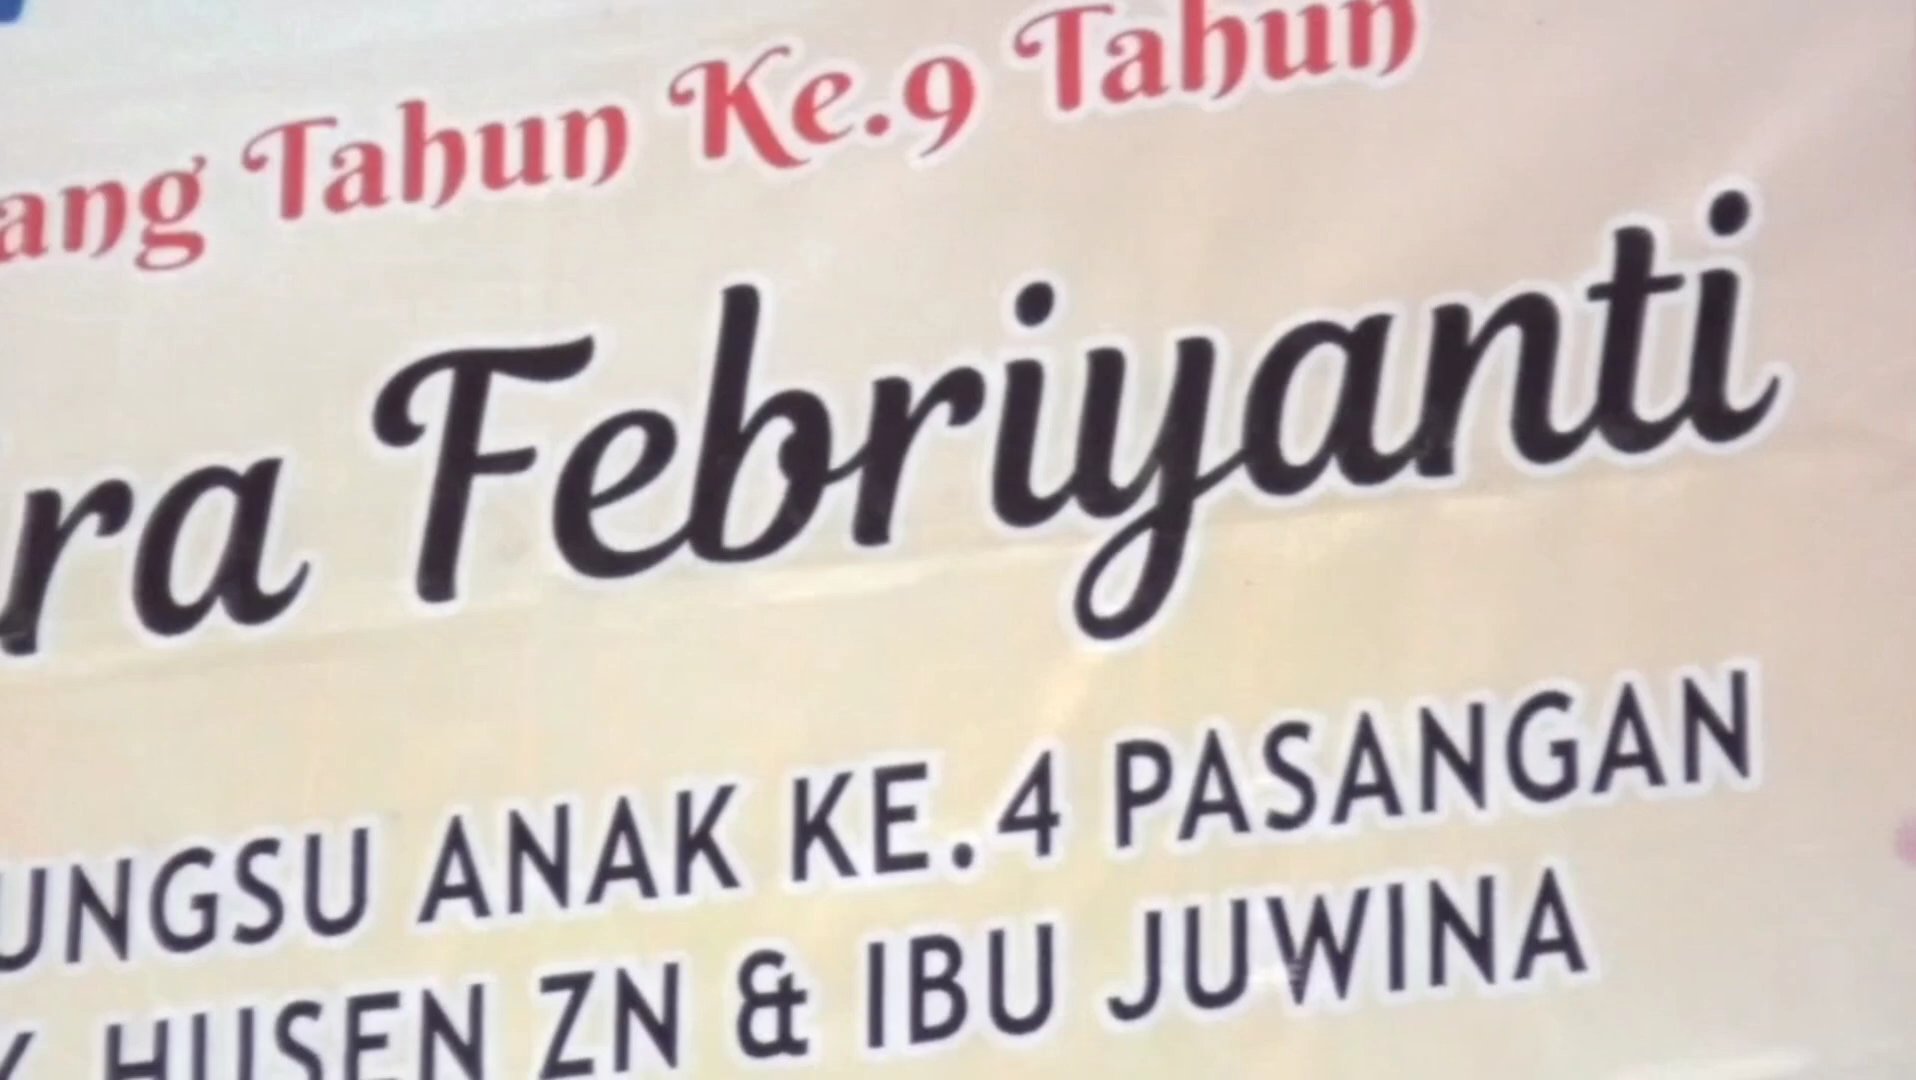 ang Tahun Ke.9 Tahun
ra Febriyanti
UNGSU ANAK KE.4 PASANGAN
HUSEN ZN & IBU JUWINA